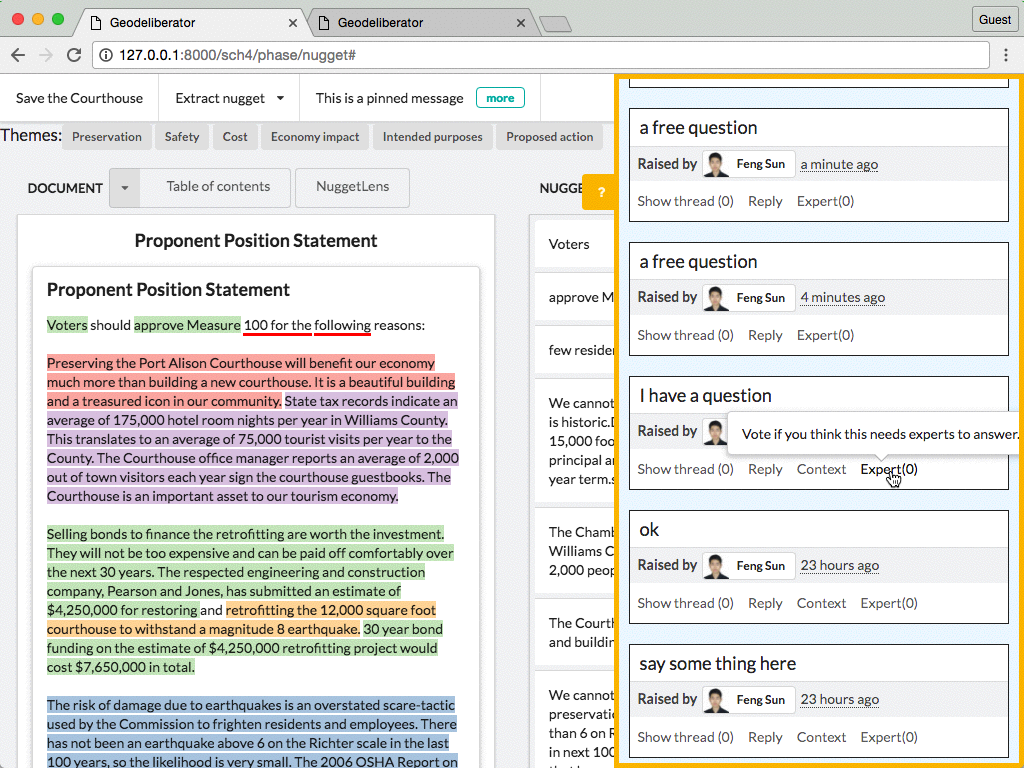 Geodeliberator
Geodeliberator
Guest
127.0.0.1:8000/sch4/phase/nugget#
Save the Courthouse
Extract nugget
This is a pinned message
more
Themes:
Preservation
Safety
Cost
Economy impact
Intended purposes
Proposed action
DOCUMENT
Table of contents
NuggetLens
Proponent Position Statement
Proponent Position Statement
Voters should approve Measure 100 for the following reasons:
Preserving the Port Alison Courthouse will benefit our economy
much more than building a new courthouse. It is a beautiful building
and a treasured icon in our community. State tax records indicate an
average of 175,000 hotel room nights per year in Williams County.
This translates to an average of 75,000 tourist visits per year to the
County. The Courthouse office manager reports an average of 2,000
out of town visitors each year sign the courthouse guestbooks. The
Courthouse is an important asset to our tourism economy.
Selling bonds to finance the retrofitting are worth the investment.
They will not be too expensive and can be paid off comfortably over
the next 30 years. The respected engineering and construction
company, Pearson and Jones, has submitted an estimate of
$4,250,000 for restoring and retrofitting the 12,000 square foot
courthouse to withstand a magnitude 8 earthquake. 30 year bond
funding on the estimate of $4,250,000 retrofitting project would
cost $7,650,000 in total.
The risk of damage due to earthquakes is an overstated scare-tactic
used by the Commission to frighten residents and employees. There
has not been an earthquake above 6 on the Richter scale in the last
100 years, so the likelihood is very small. The 2006 OSHA Report on
NUGGE
?
Voters
approve M
few reside
We cannot
is historic.
15,000 foo
principal a
year term.
The Chamb
Williams C
2,000 peop
The Courth
and buildin
We cannot
preservati
than 6 on R
in next 100
a free question
Raised by Feng Sun a minute ago
Show thread (0) Reply Expert(0)
a free question
Raised by Feng Sun 4 minutes ago
Show thread (0) Reply Expert(0)
I have a question
Raised by
Vote if you think this needs experts to answer.
Show thread (0) Reply Context Expert(0)
ok
Raised by Feng Sun 23 hours ago
Show thread (0) Reply Context Expert(0)
say some thing here
Raised by Feng Sun 23 hours ago
Show thread (0) Reply Context Expert(0)